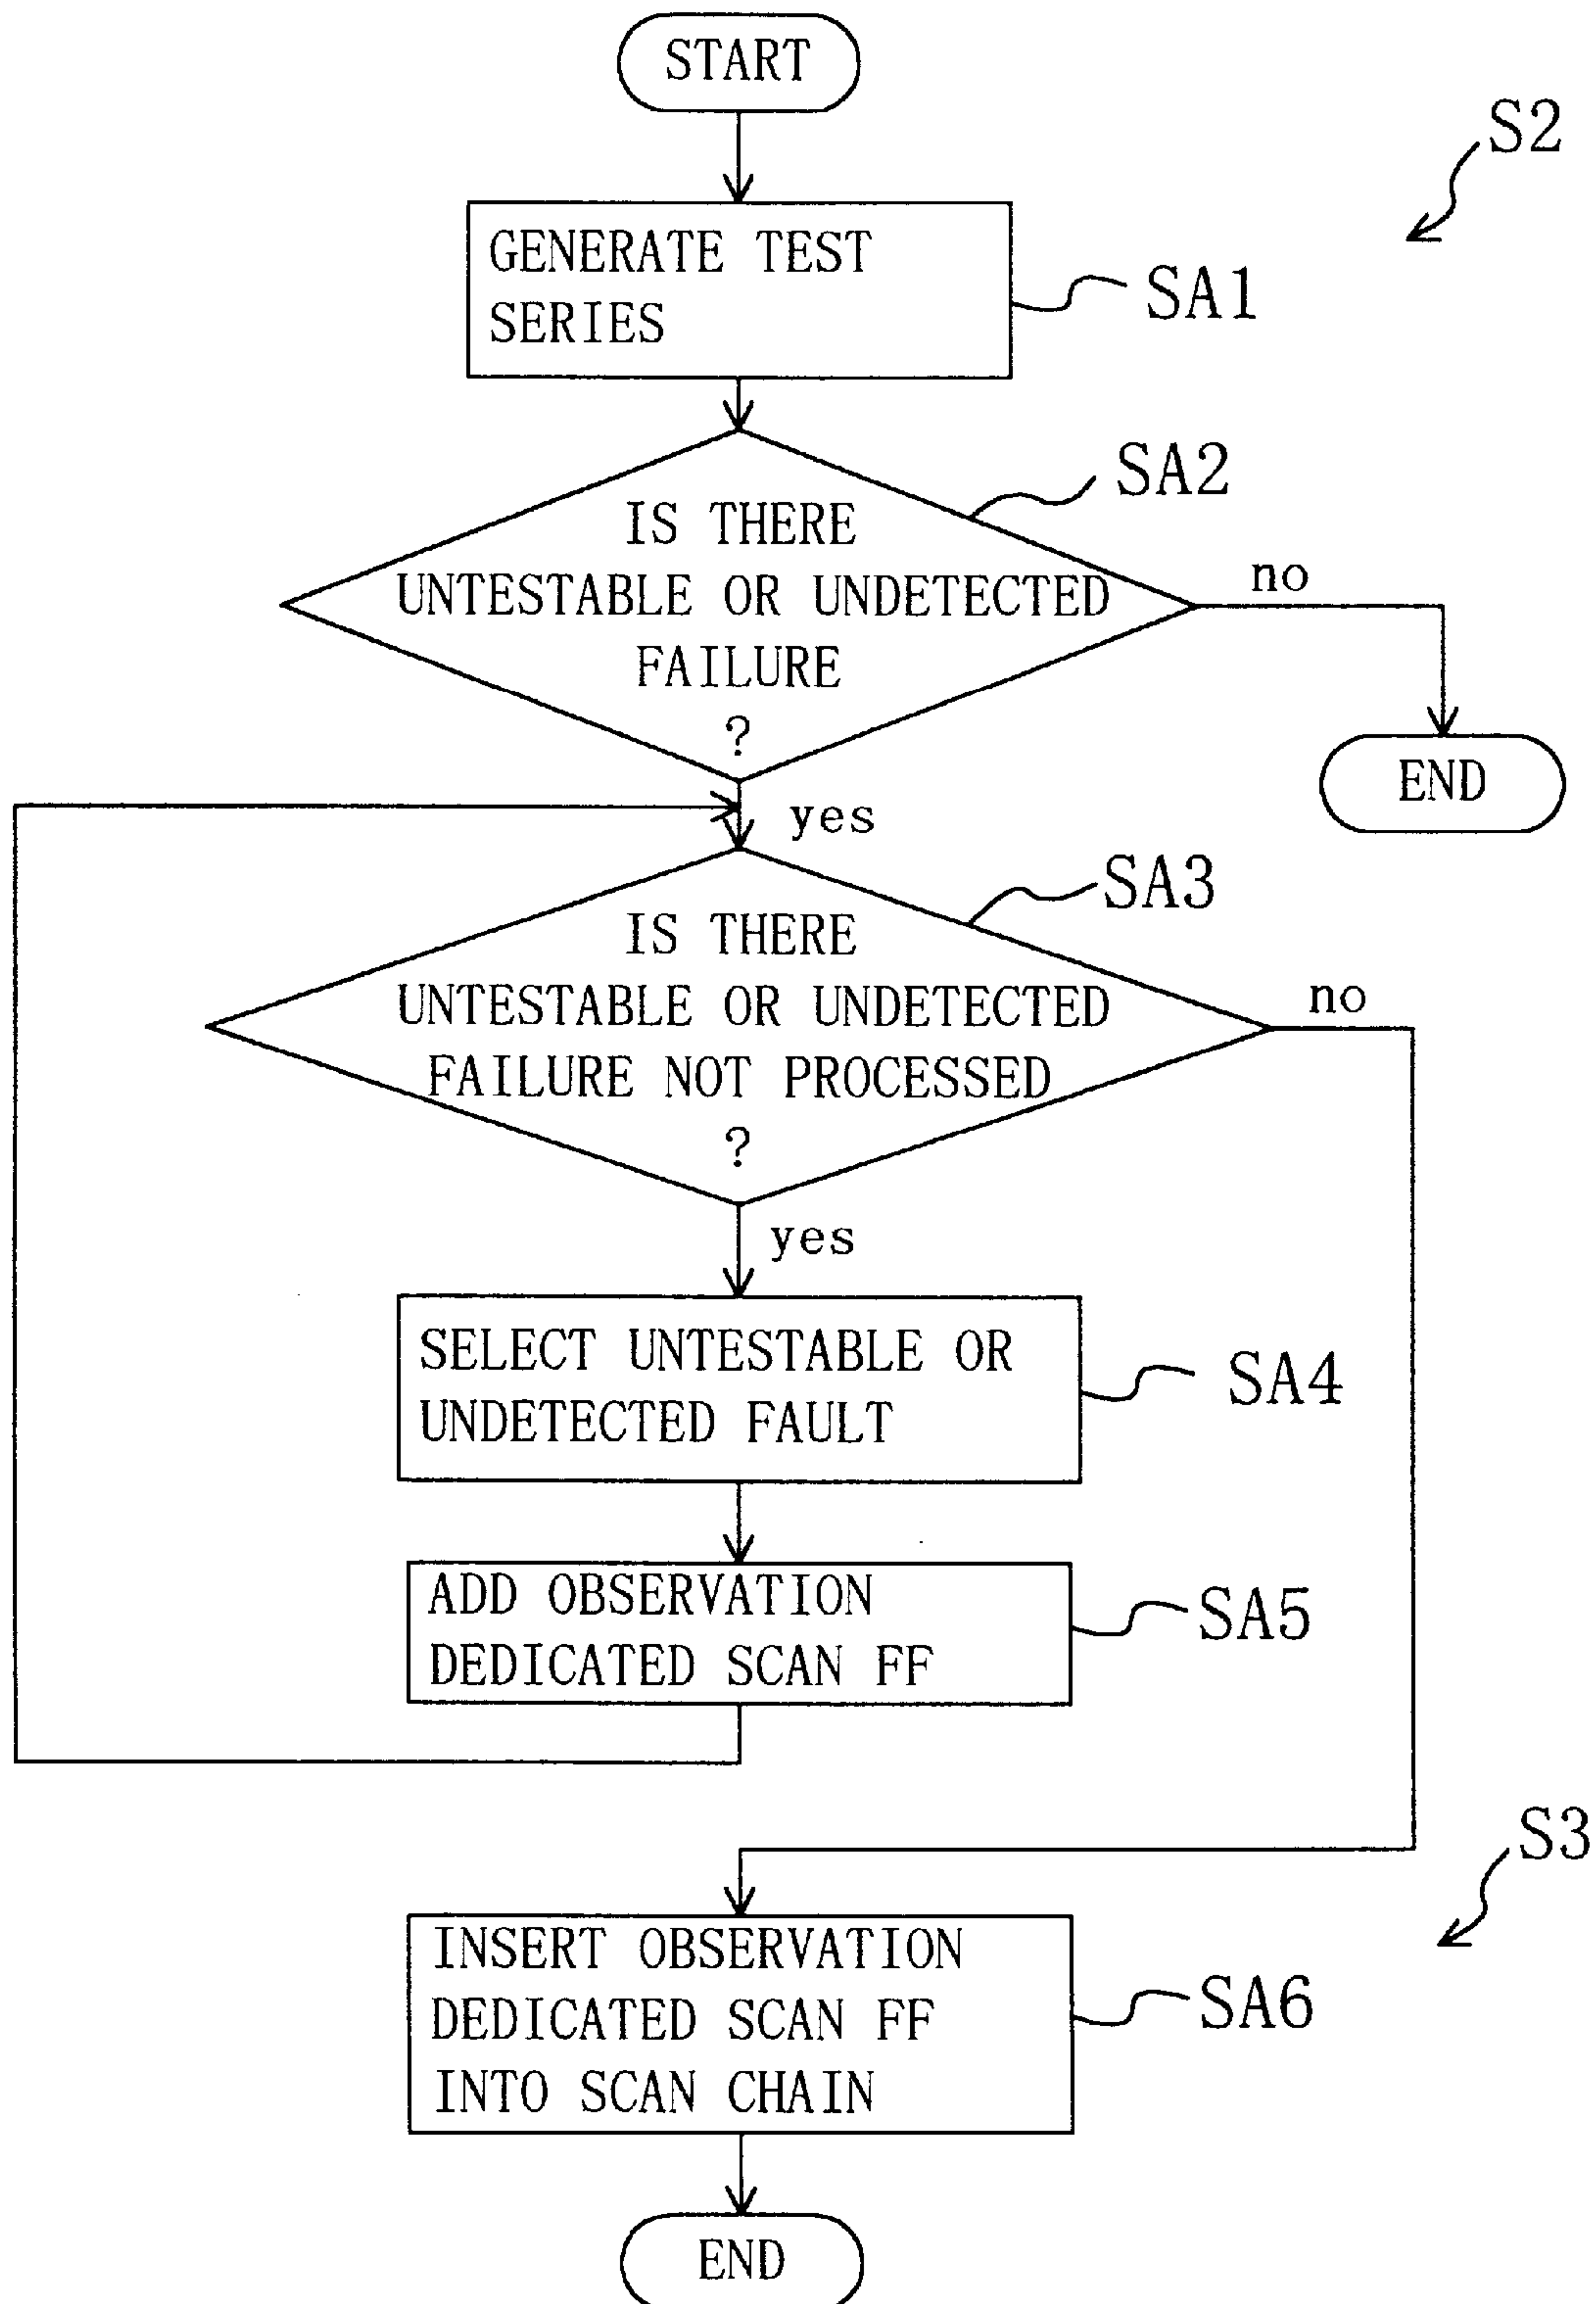 START
S2
GENERATE TEST
SERIES
SA1
SA2
IS THERE
UNTESTABLE OR UNDETECTED
FAILURE
?
no
END
yes
SA3
IS THERE
UNTESTABLE OR UNDETECTED
FAILURE NOT PROCESSED
?
no
yes
SELECT UNTESTABLE OR
UNDETECTED FAULT
SA4
ADD OBSERVATION
DEDICATED SCAN FF
SA5
S3
INSERT OBSERVATION
DEDICATED SCAN FF
INTO SCAN CHAIN
SA6
END